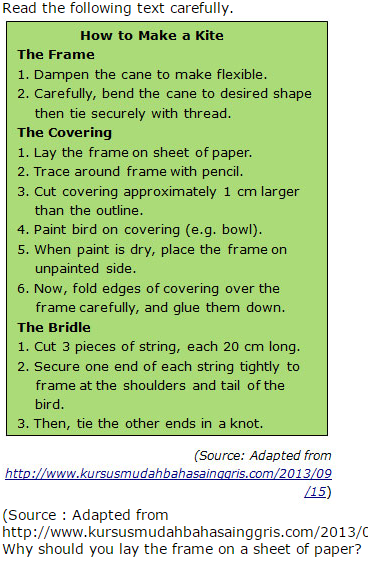 Read the following text carefully.
How to Make a Kite
The Frame
1. Dampen the cane to make flexible.
2. Carefully, bend the cane to desired shape
then tie securely with thread.
The Covering
1. Lay the frame on sheet of paper.
2. Trace around frame with pencil.
3. Cut covering approximately 1 cm larger
than the outline.
4. Paint bird on covering (e.g. bowl).
5. When paint is dry, place the frame on
unpainted side.
6. Now, fold edges of covering over the
frame carefully, and glue them down.
The Bridle
1. Cut 3 pieces of string, each 20 cm long.
2. Secure one end of each string tightly to
frame at the shoulders and tail of the
bird.
3. Then, tie the other ends in a knot.
(Source: Adapted from
http://www.kursusmudahbahasainggris.com/2013/09
/15)
(Source : Adapted from
http://www.kursusmudahbahasainggris.com/2013/0
Why should you lay the frame on a sheet of paper?